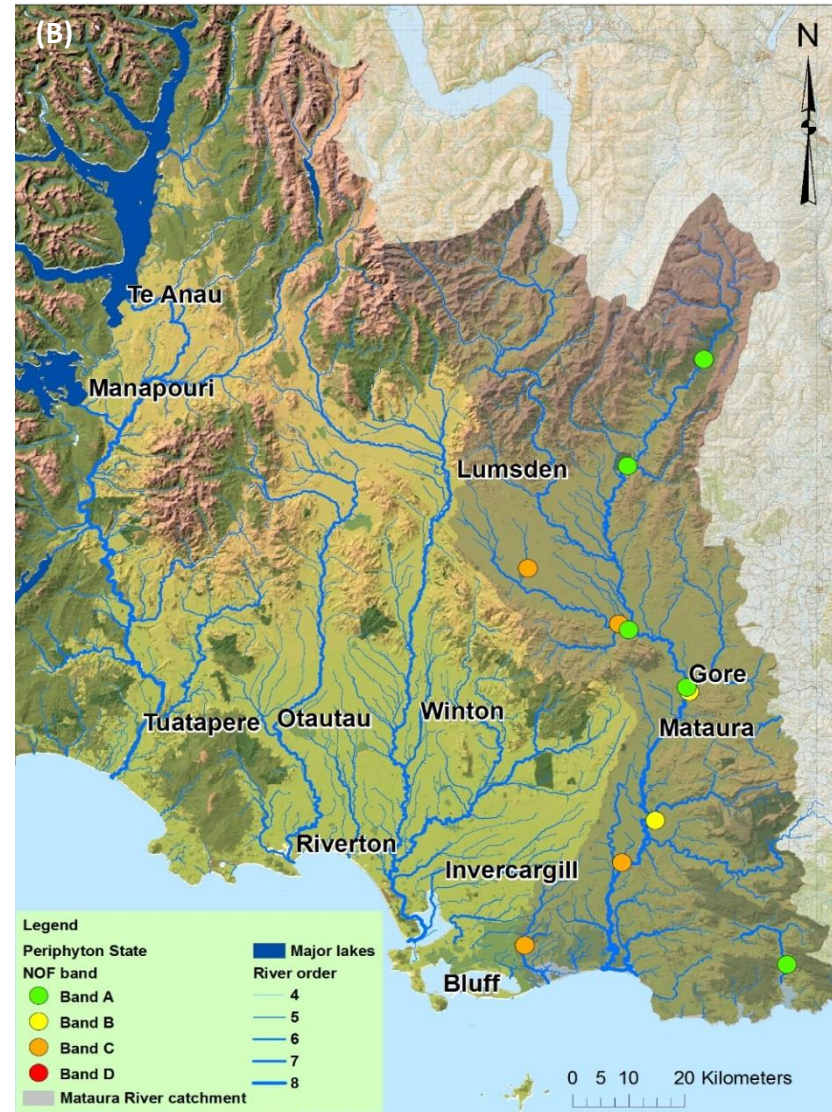 (B)
N
Te Anau
Manapouri
Lumsden
Gore
Tuatapere
Otautau
Winton
Mataura
Riverton
Invercargill
Bluff
Legend
Periphyton State
NOF band
Band A
Band B
Band C
Band D
Mataura River catchment
Major lakes
River order
4
5
6
7
8
0 5 10 20 Kilometers